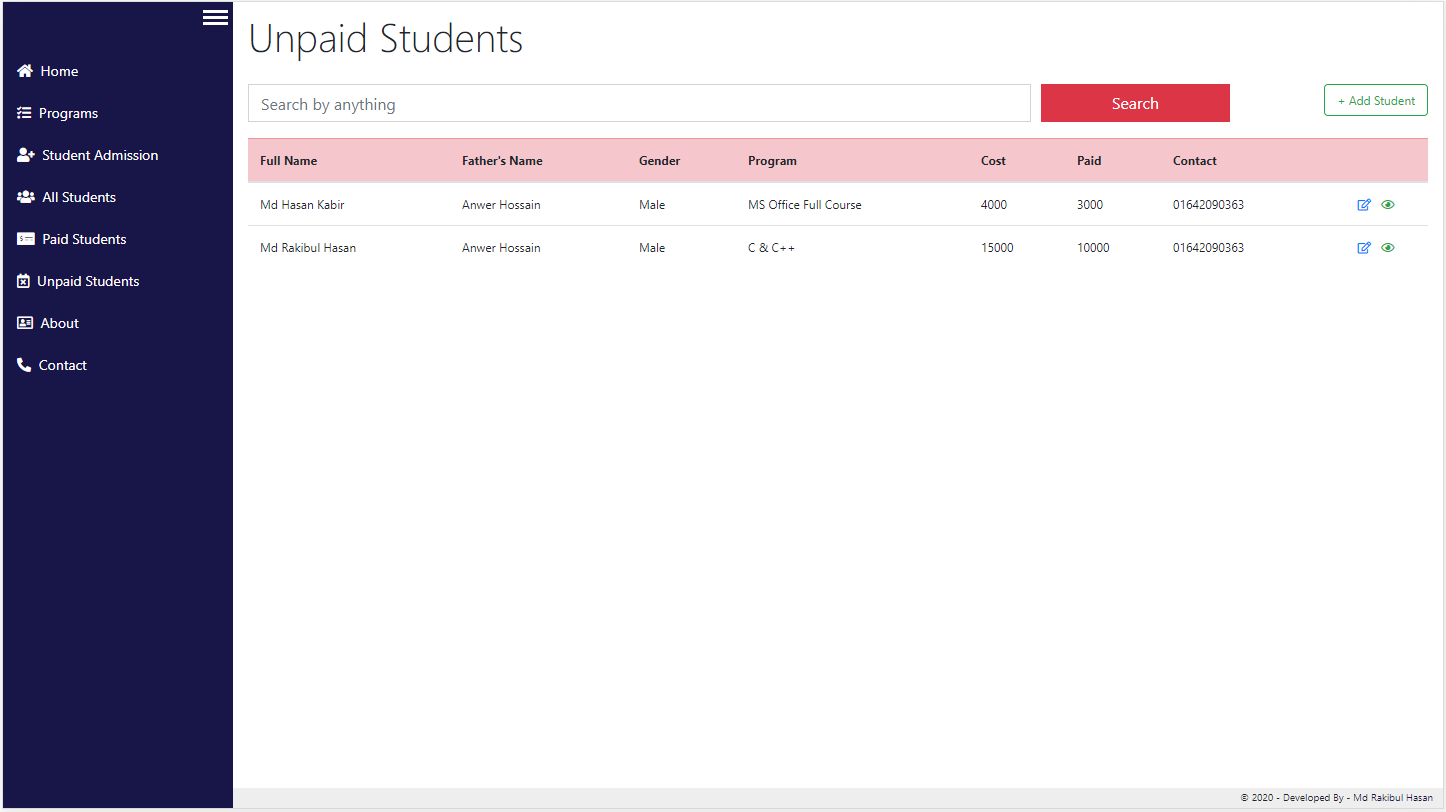 Home
Programs
Student Admission
All Students
Paid Students
Unpaid Students
About
Contact
Unpaid Students
Search by anything
Search
+ Add Student
Full Name Father's Name Gender Program Cost Paid Contact
Md Hasan Kabir Anwer Hossain Male MS Office Full Course 4000 3000 01642090363
Md Rakibul Hasan Anwer Hossain Male C & C++ 15000 10000 01642090363
© 2020 - Developed By - Md Rakibul Hasan